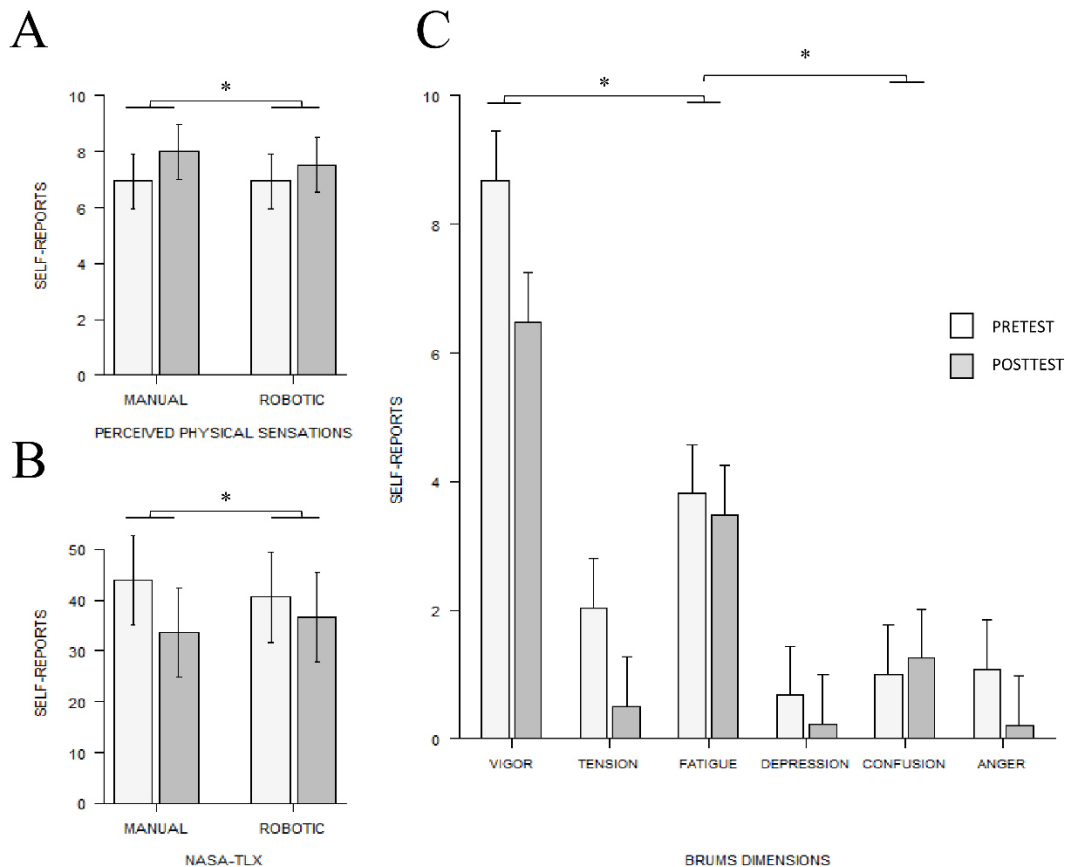 A
*
10
8
6
4
2
0
SELF-REPORTS
MANUAL ROBOTIC
PERCEIVED PHYSICAL SENSATIONS
B
*
50
40
30
20
10
0
SELF-REPORTS
MANUAL ROBOTIC
NASA-TLX
C
*
*
10
8
6
4
2
0
SELF-REPORTS
VIGOR TENSION FATIGUE DEPRESSION CONFUSION ANGER
BRUMS DIMENSIONS
PRETEST
POSTTEST